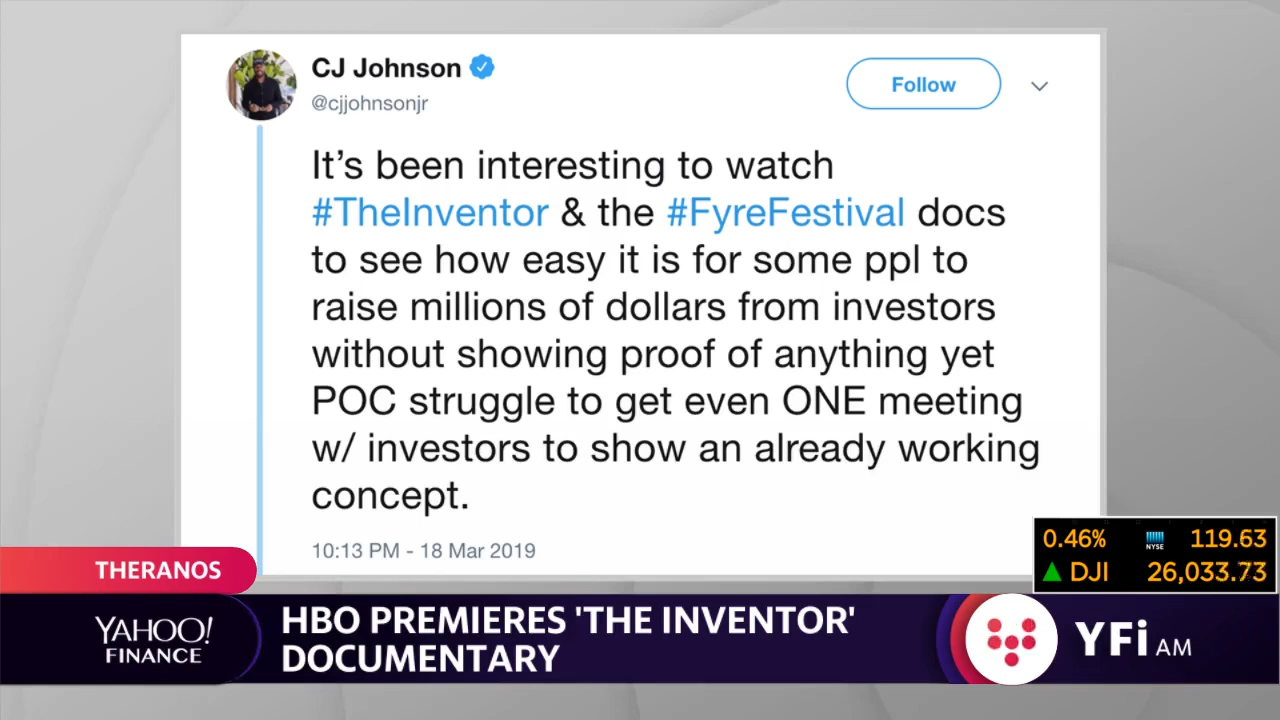 CJ Johnson
@cjjohnsonjr
Follow
It’s been interesting to watch
#TheInventor & the #FyreFestival docs
to see how easy it is for some ppl to
raise millions of dollars from investors
without showing proof of anything yet
POC struggle to get even ONE meeting
w/ investors to show an already working
concept.
10:13 PM - 18 Mar 2019
0.46% NYSE 119.63
DJI 26,033.73
THERANOS
YAHOO!
FINANCE
HBO PREMIERES 'THE INVENTOR'
DOCUMENTARY
YFi AM